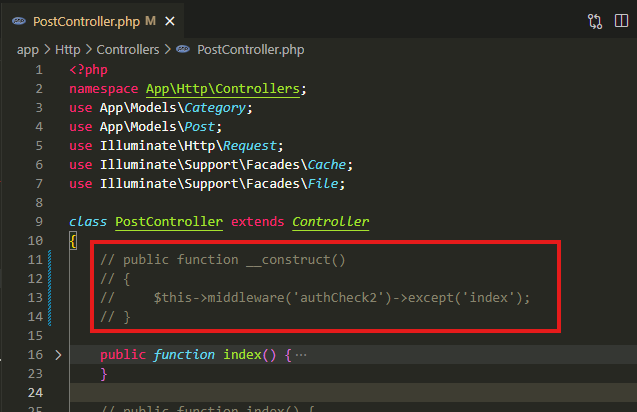 PostController.php M ×
app > Http > Controllers > PostController.php
1 <?php
2 namespace App\Http\Controllers;
3 use App\Models\Category;
4 use App\Models\Post;
5 use Illuminate\Http\Request;
6 use Illuminate\Support\Facades\Cache;
7 use Illuminate\Support\Facades\File;
8
9 class PostController extends Controller
10 {
11     // public function __construct()
12     // {
13     //     $this->middleware('authCheck2')->except('index');
14     // }
15
16 >   public function index() { ···
23     }
24
25     // public function index() {